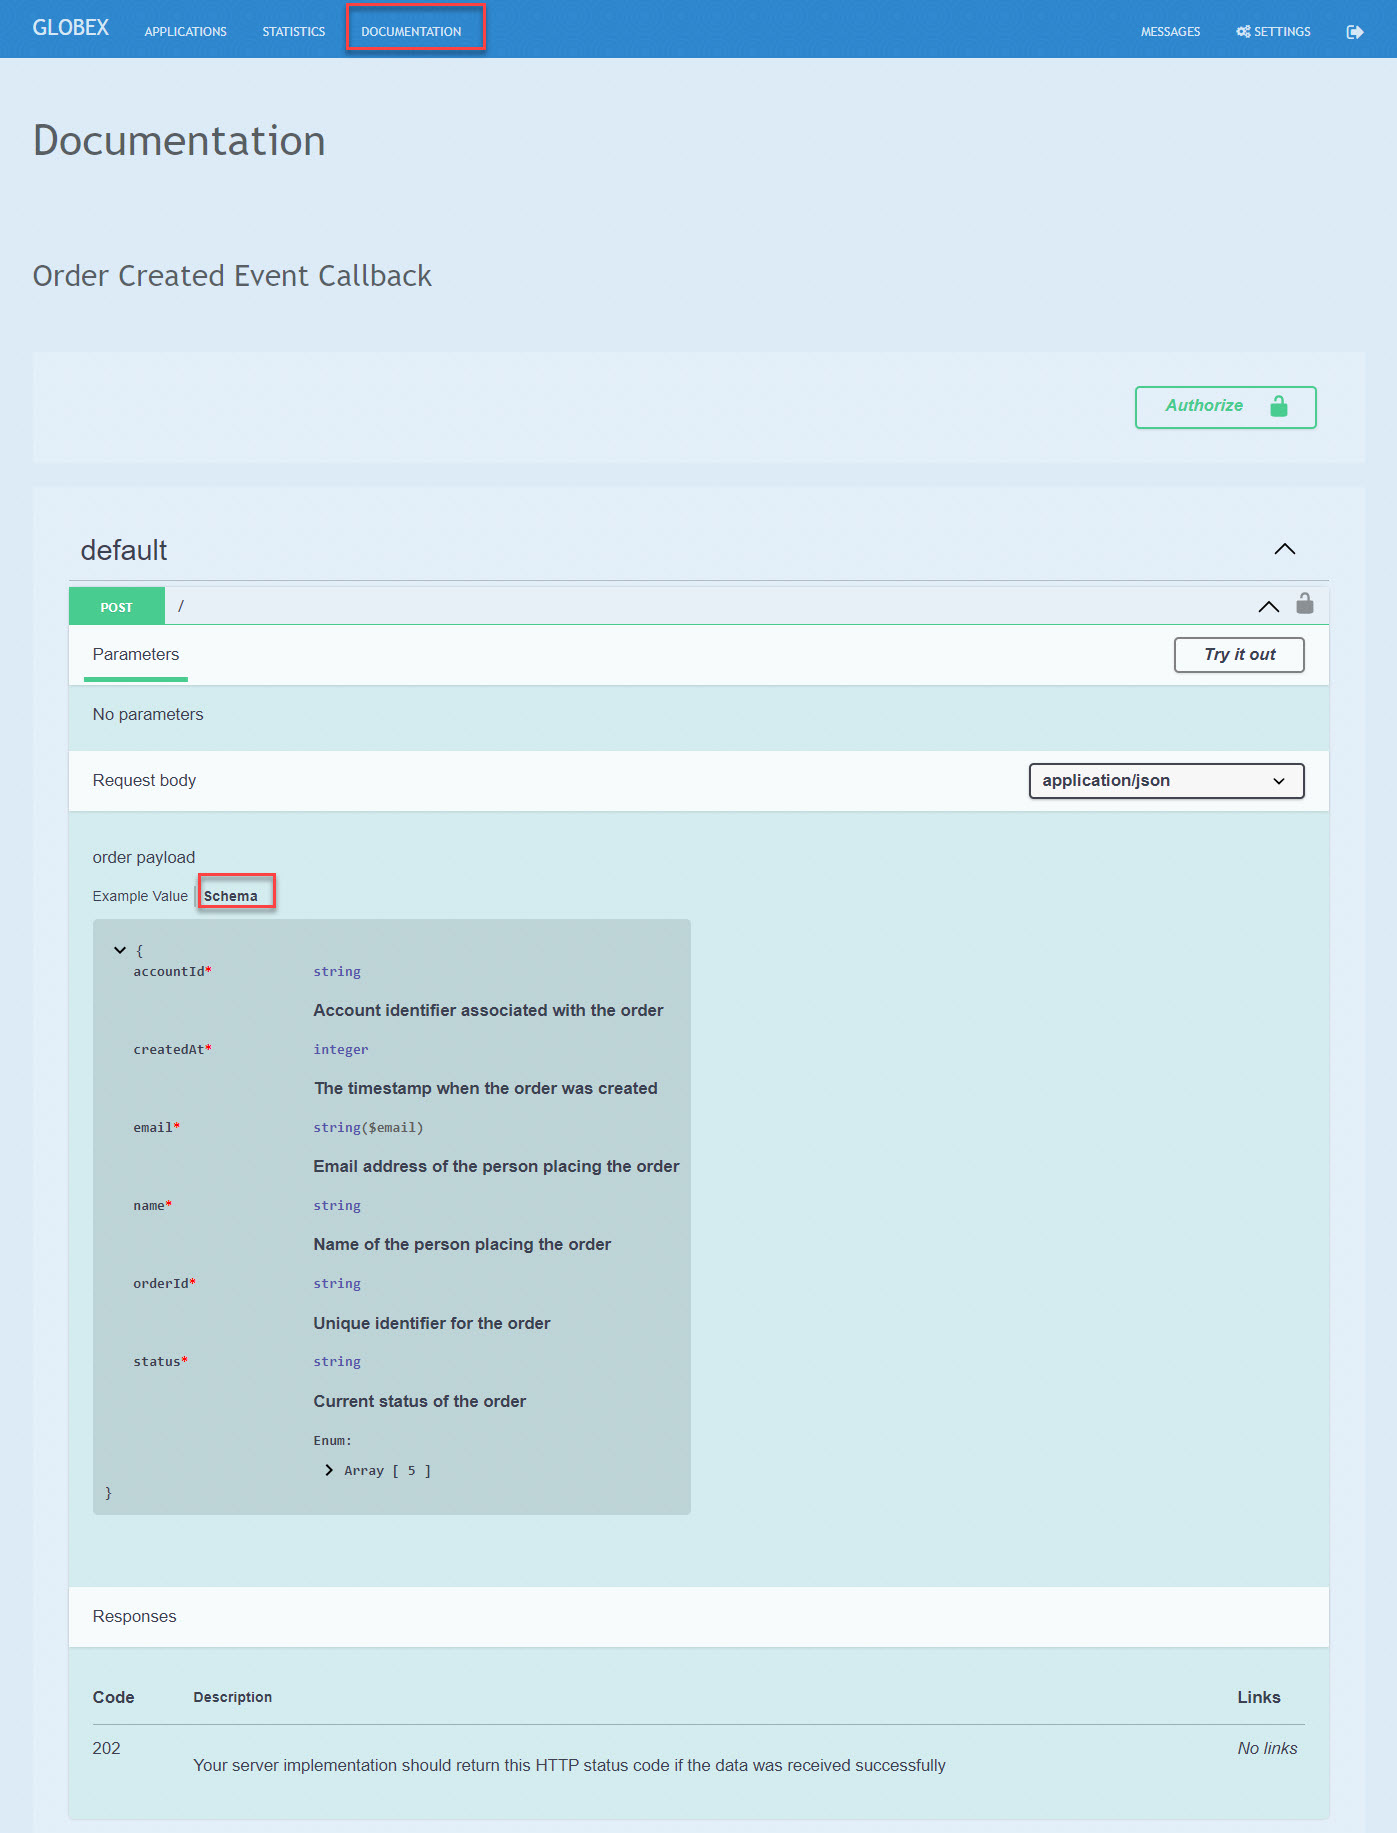 GLOBEX APPLICATIONS STATISTICS DOCUMENTATION MESSAGES SETTINGS
Documentation
Order Created Event Callback
Authorize
default
POST /
Parameters Try it out
No parameters
Request body application/json
order payload
Example Value Schema
{
accountId* string
Account identifier associated with the order
createdAt* integer
The timestamp when the order was created
email* string($email)
Email address of the person placing the order
name* string
Name of the person placing the order
orderId* string
Unique identifier for the order
status* string
Current status of the order
Enum:
Array [ 5 ]
}
Responses
Code Description Links
202 No links
Your server implementation should return this HTTP status code if the data was received successfully